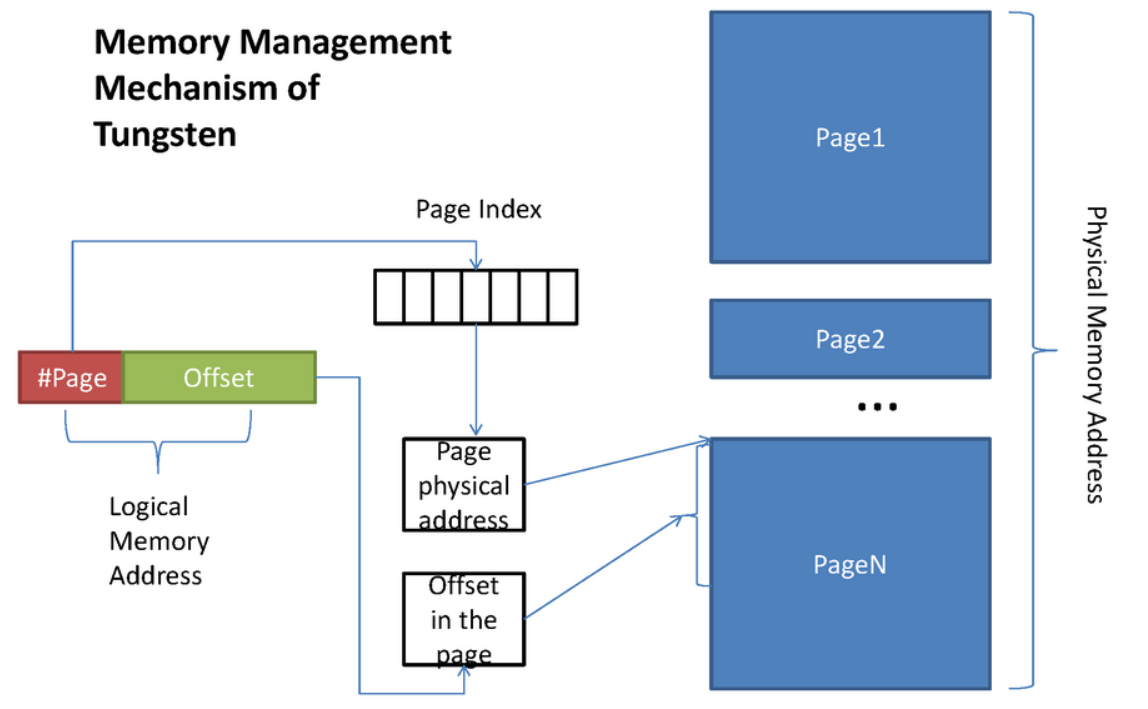 Memory Management
Mechanism of
Tungsten
Page Index
#Page
Offset
Logical
Memory
Address
Page
physical
address
Offset
in the
page
Page1
Page2
...
PageN
Physical Memory Address